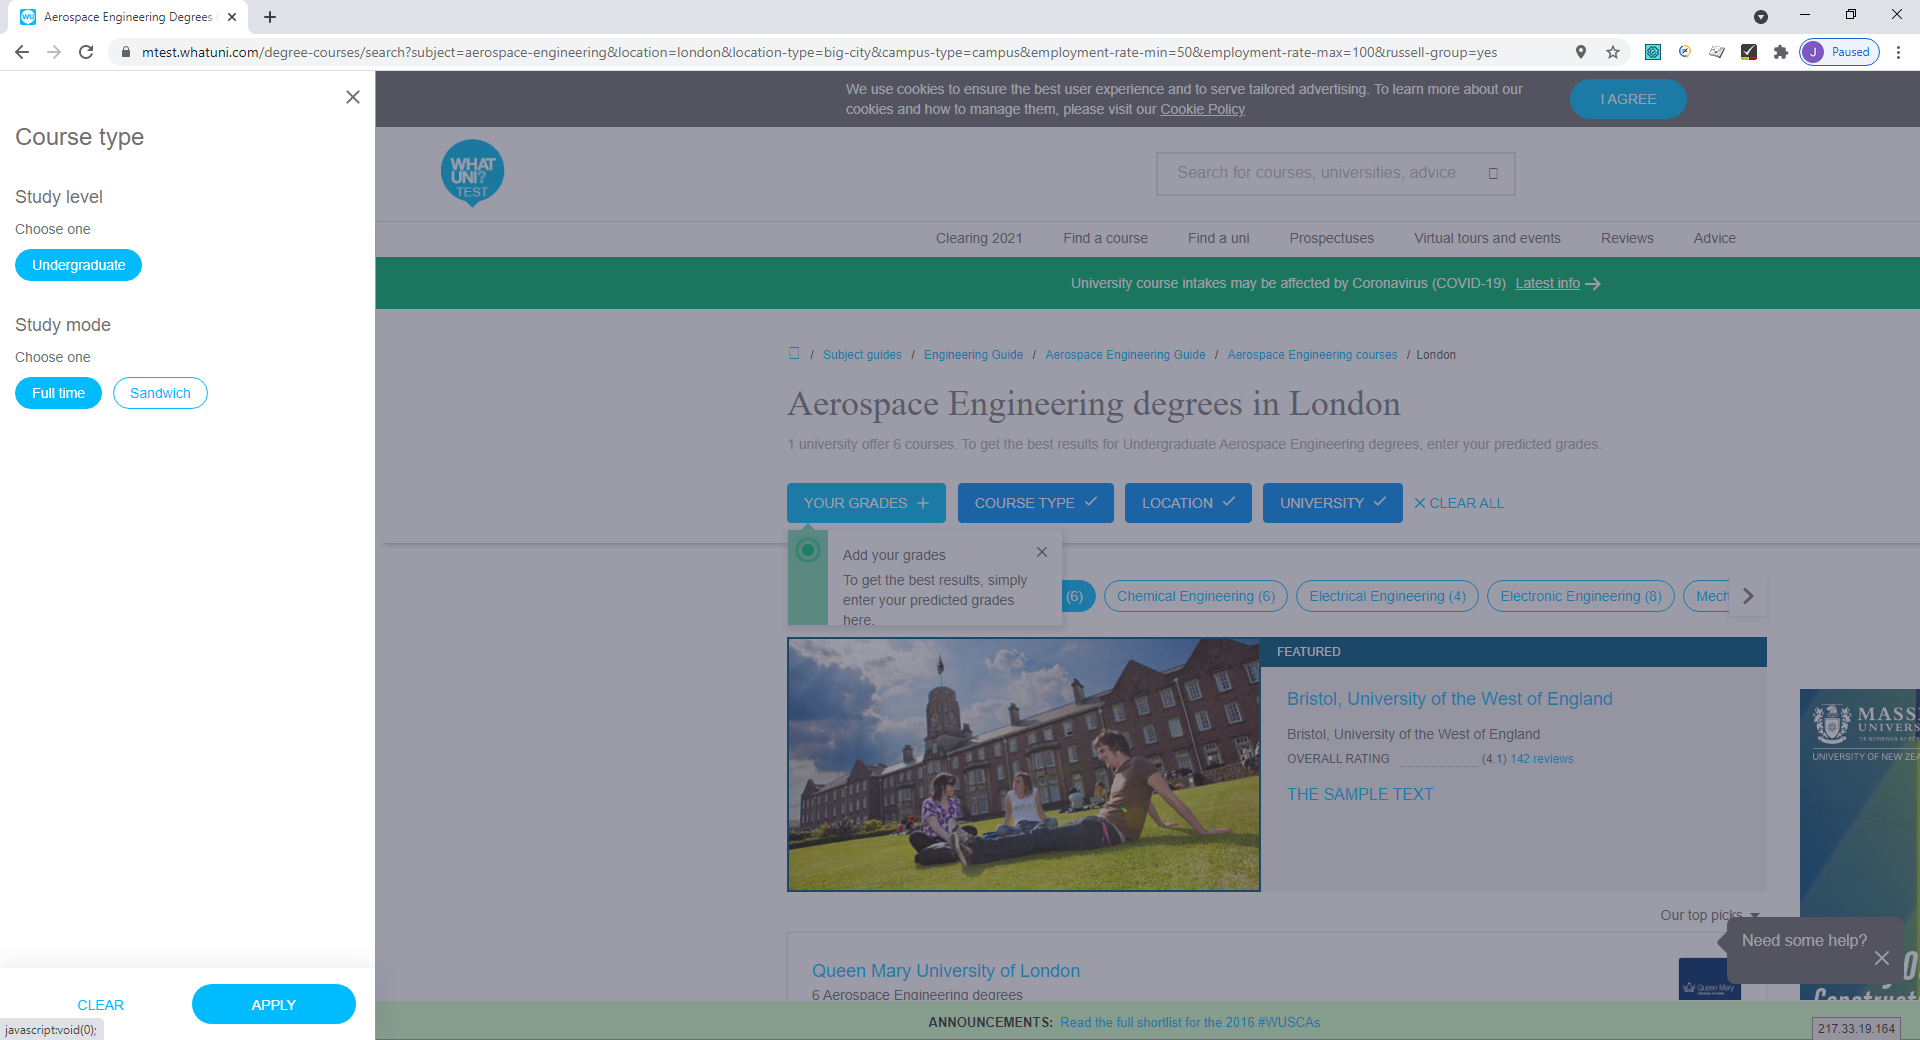 Aerospace Engineering Degrees
mtest.whatuni.com/degree-courses/search?subject=aerospace-engineering&location=london&location-type=big-city&campus-type=campus&employment-rate-min=50&employment-rate-max=100&russell-group=yes
J Paused
We use cookies to ensure the best user experience and to serve tailored advertising. To learn more about our
cookies and how to manage them, please visit our Cookie Policy
I AGREE
Course type
Study level
Choose one
Undergraduate
Study mode
Choose one
Full time Sandwich
CLEAR APPLY
javascript:void(0);
WHAT
UNI?
TEST
Search for courses, universities, advice
Clearing 2021 Find a course Find a uni Prospectuses Virtual tours and events Reviews Advice
University course intakes may be affected by Coronavirus (COVID-19) Latest info
/ Subject guides / Engineering Guide / Aerospace Engineering Guide / Aerospace Engineering courses / London
Aerospace Engineering degrees in London
1 university offer 6 courses. To get the best results for Undergraduate Aerospace Engineering degrees, enter your predicted grades.
YOUR GRADES COURSE TYPE LOCATION UNIVERSITY CLEAR ALL
Add your grades
To get the best results, simply
enter your predicted grades
here.
(6) Chemical Engineering (6) Electrical Engineering (4) Electronic Engineering (8) Mech
FEATURED
Bristol, University of the West of England
Bristol, University of the West of England
OVERALL RATING (4.1) 142 reviews
THE SAMPLE TEXT
MASS
UNIVERS
UNIVERSITY OF NEW ZEA
Our top picks
Need some help?
Queen Mary University of London
6 Aerospace Engineering degrees
Queen Mary
ANNOUNCEMENTS: Read the full shortlist for the 2016 #WUSCAs
217.33.19.164